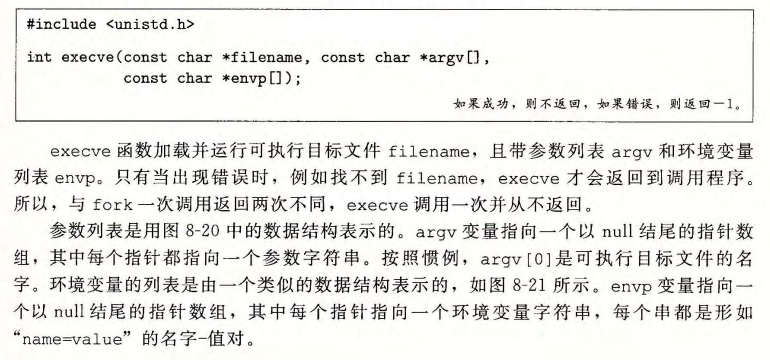 #include <unistd.h>
int execve(const char *filename, const char *argv[],
const char *envp[]);
如果成功，则不返回，如果错误，则返回－1。
execve 函数加载并运行可执行目标文件 filename，且带参数列表 argv 和环境变量
列表 envp。只有当出现错误时，例如找不到 filename，execve 才会返回到调用程序。
所以，与 fork 一次调用返回两次不同，execve 调用一次并从不返回。
参数列表是用图 8-20 中的数据结构表示的。argv 变量指向一个以 null 结尾的指针数
组，其中每个指针都指向一个参数字符串。按照惯例，argv[0]是可执行目标文件的名
字。环境变量的列表是由一个类似的数据结构表示的，如图 8-21 所示。envp 变量指向一
个以 null 结尾的指针数组，其中每个指针指向一个环境变量字符串，每个串都是形如
“name=value”的名字-值对。